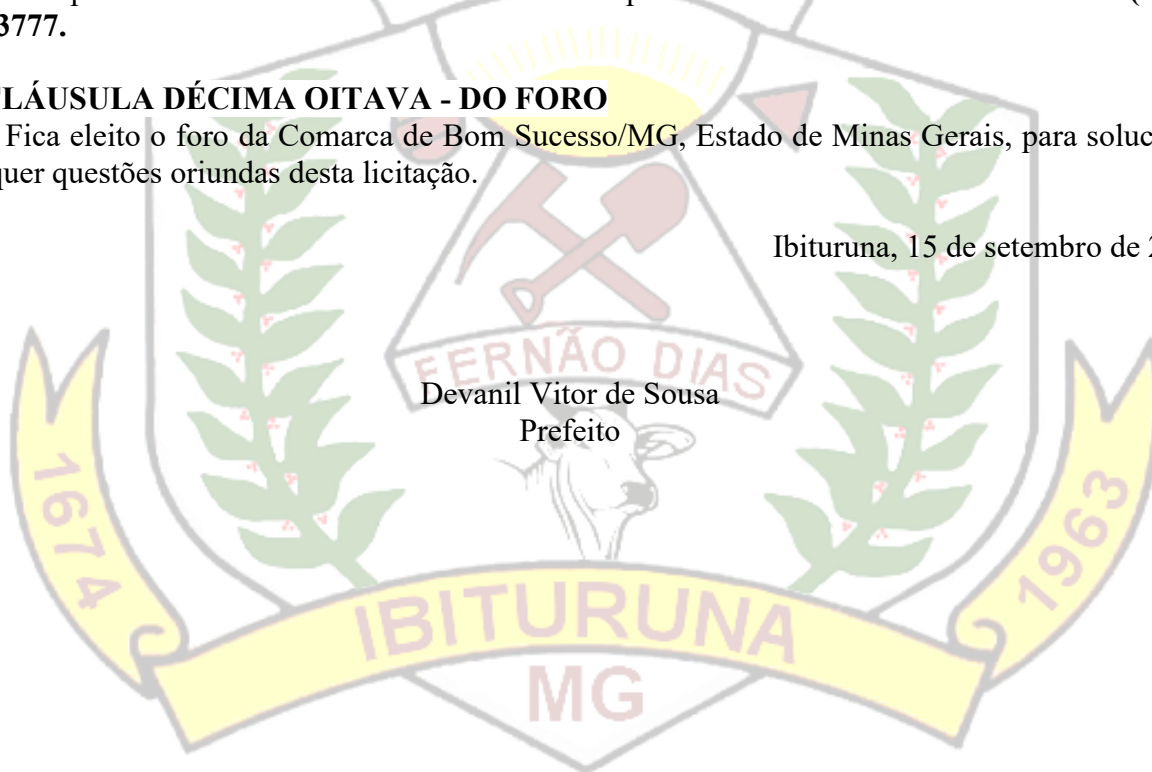 3777.
CLÁUSULA DÉCIMA OITAVA - DO FORO
Fica eleito o foro da Comarca de Bom Sucesso/MG, Estado de Minas Gerais, para soluc
quer questões oriundas desta licitação.
Ibituruna, 15 de setembro de 2
FERNÃO DIAS
Devanil Vitor de Sousa
Prefeito
1674
1963
IBITURUNA
MG